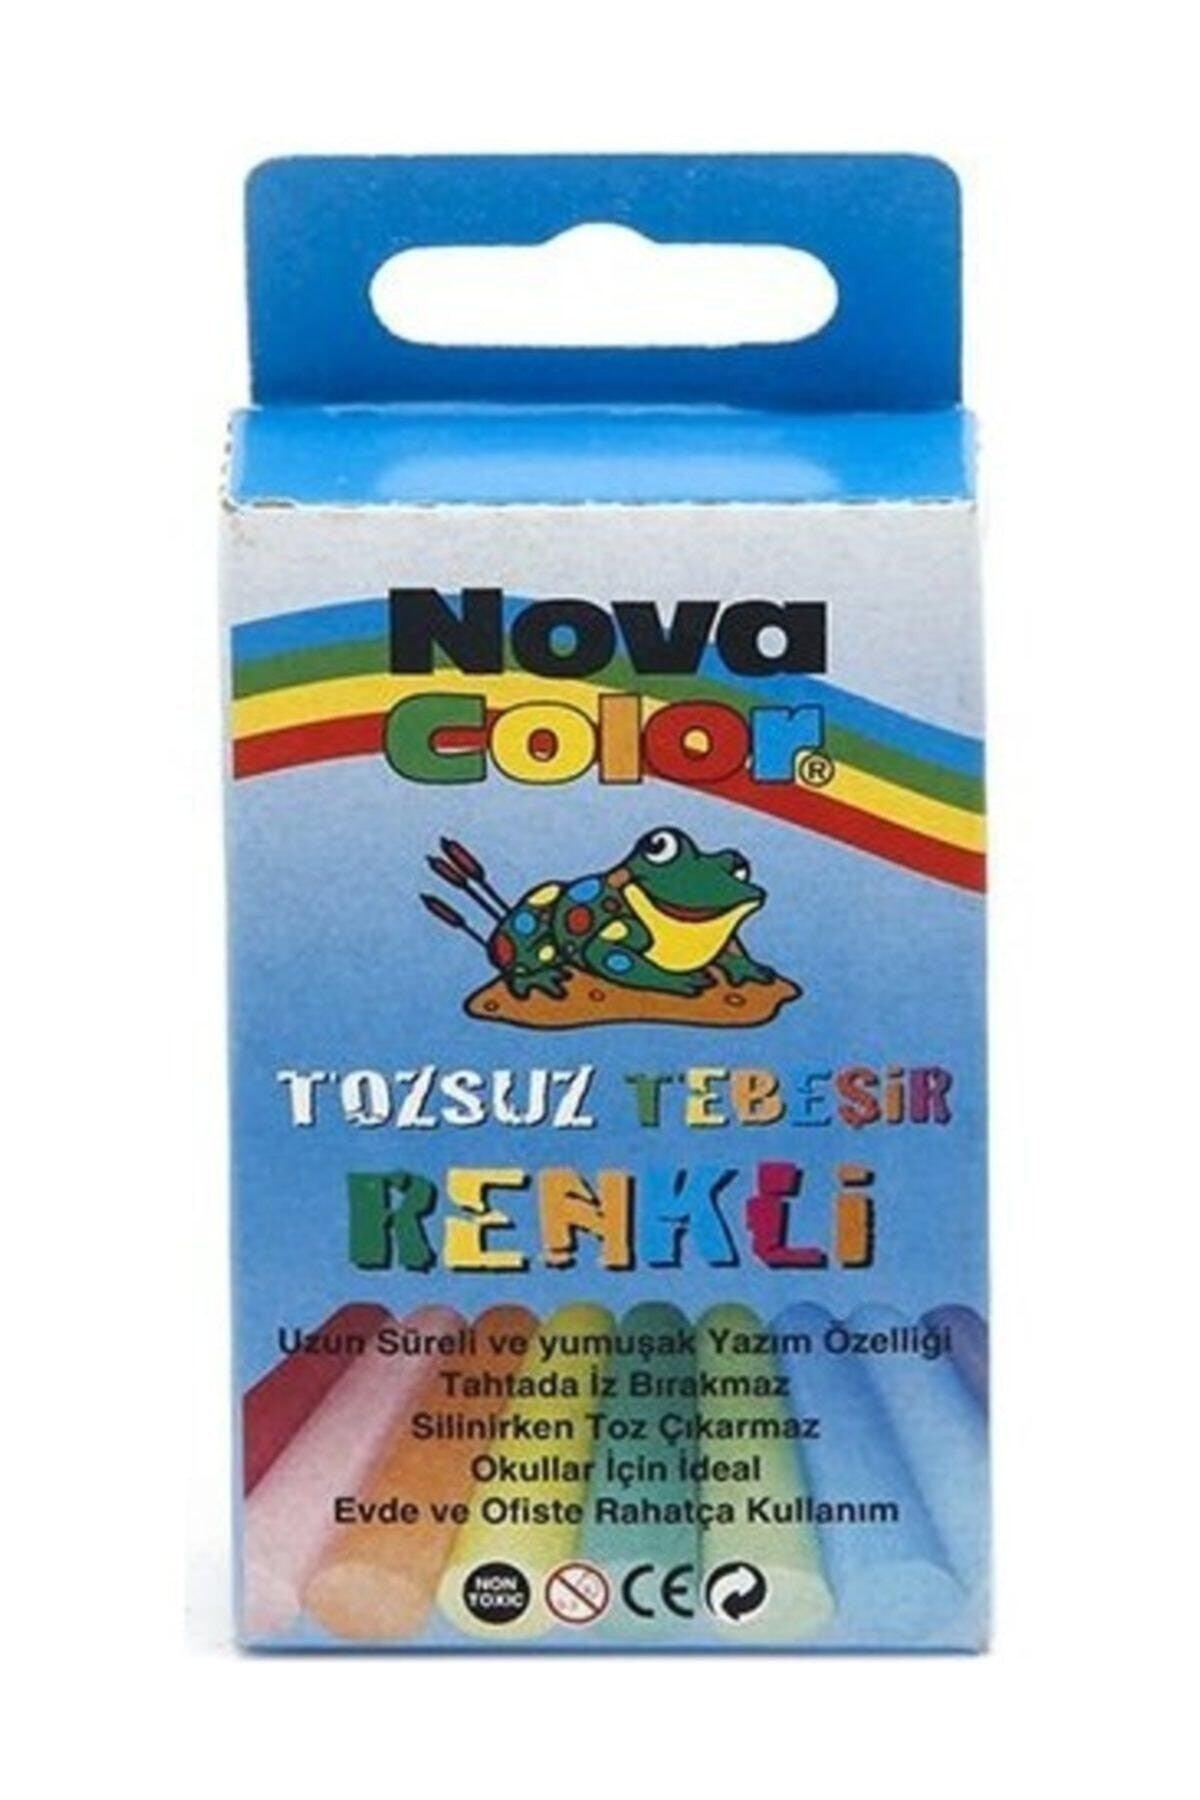 Nova
Color®
TOZSUZ TEBEŞİR
RENKLİ
Uzun Süreli ve yumuşak Yazım Özelliği
Tahtada İz Bırakmaz
Silinirken Toz Çıkarmaz
Okullar İçin İdeal
Evde ve Ofiste Rahatça Kullanım
NON
TOXIC
CE